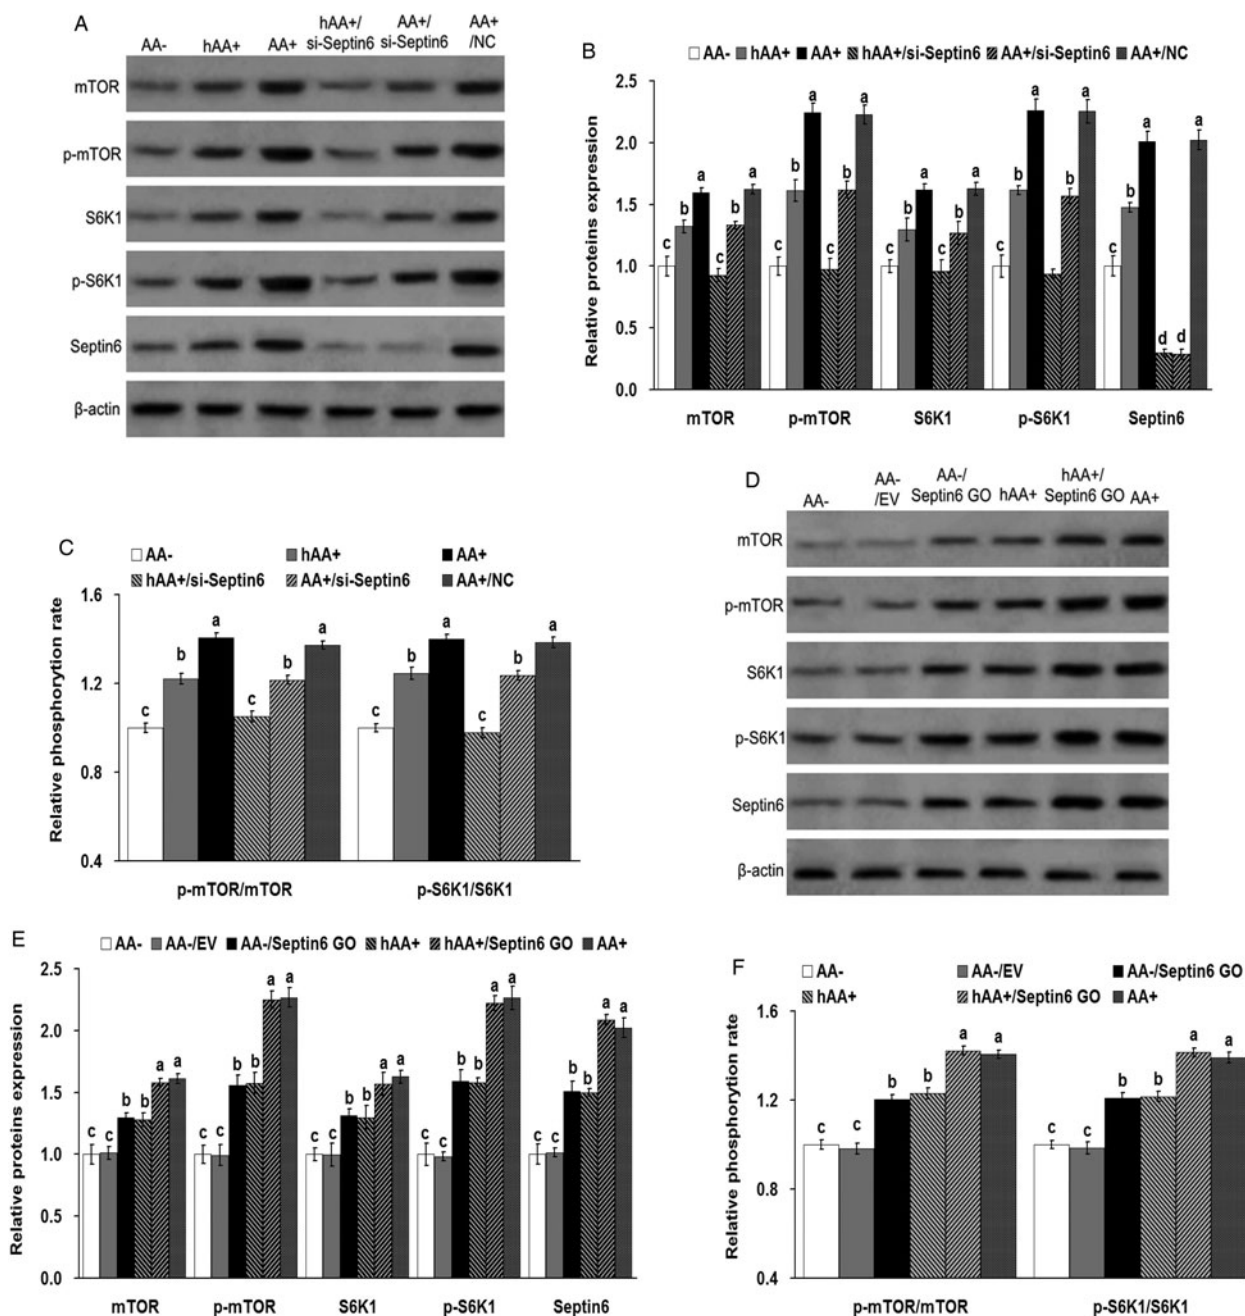 A
AA- hAA+ AA+ hAA+/ si-Septin6 AA+/ si-Septin6 AA+ /NC
mTOR
p-mTOR
S6K1
p-S6K1
Septin6
β-actin
B
AA- hAA+ AA+ hAA+/si-Septin6 AA+/si-Septin6 AA+/NC
Relative proteins expression
2.5
2.0
1.5
1.0
0.5
0.0
c b a c b a
c b a c b a
c b a c b a
c b a b a
c b a d d a
mTOR p-mTOR S6K1 p-S6K1 Septin6
C
AA- hAA+ AA+
hAA+/si-Septin6 AA+/si-Septin6 AA+/NC
Relative phosphorytion rate
1.6
1.2
0.8
0.4
c b a c b a
c b a c b a
p-mTOR/mTOR p-S6K1/S6K1
D
AA- AA- /EV AA-/ Septin6 GO hAA+ hAA+/ Septin6 GO AA+
mTOR
p-mTOR
S6K1
p-S6K1
Septin6
β-actin
E
AA- AA-/EV AA-/Septin6 GO hAA+ hAA+/Septin6 GO AA+
Relative proteins expression
2.5
2.0
1.5
1.0
0.5
0.0
c c b b a a
c c b b a a
c c b b a a
c c b b a a
c c b b a a
mTOR p-mTOR S6K1 p-S6K1 Septin6
F
AA- AA-/EV AA-/Septin6 GO
hAA+ hAA+/Septin6 GO AA+
Relative phosphorytion rate
1.6
1.2
0.8
0.4
c c b b a a
c c b b a a
p-mTOR/mTOR p-S6K1/S6K1